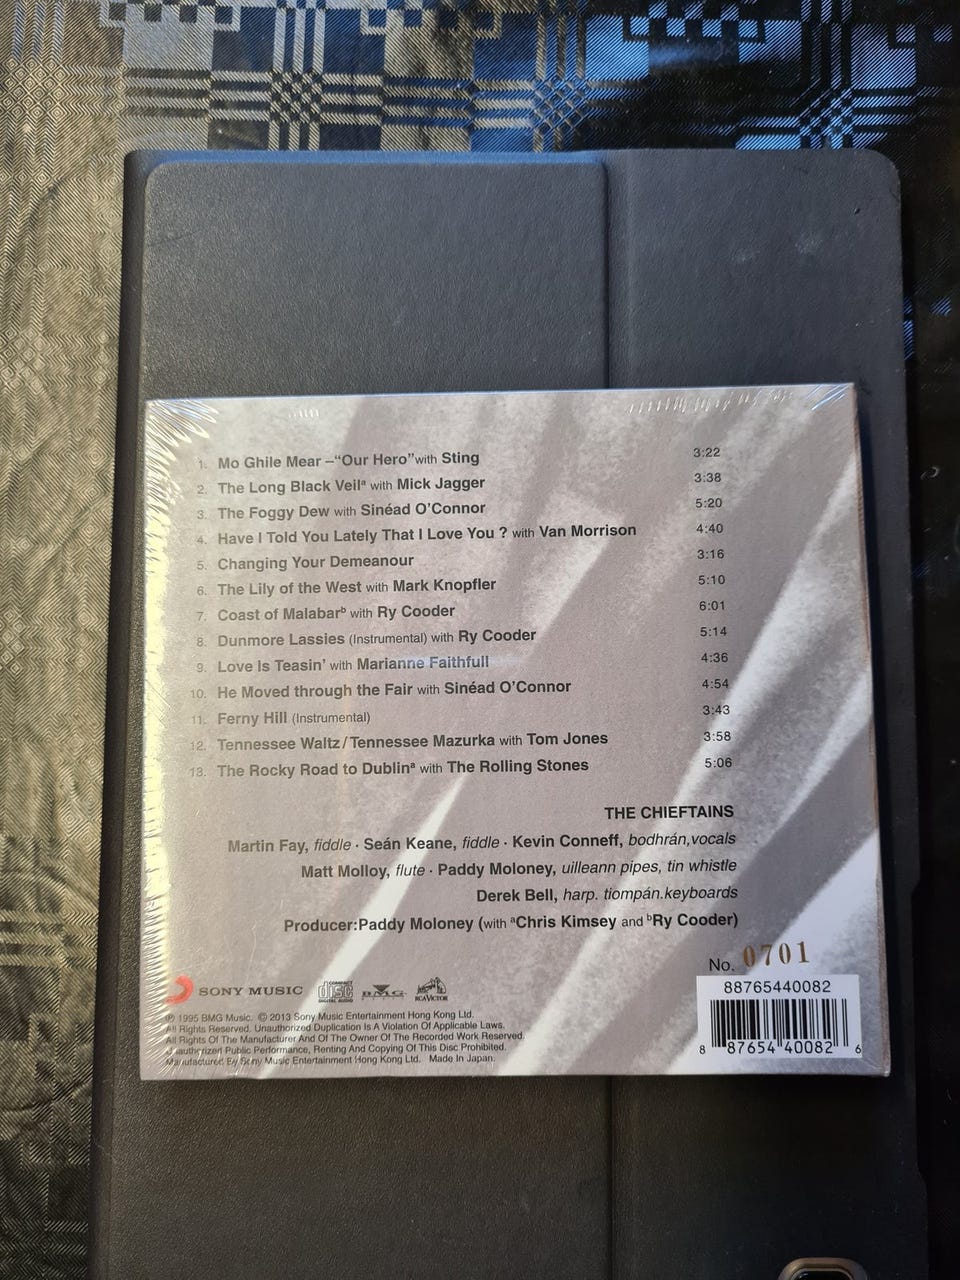 1. Mo Ghile Mear –“Our Hero”with Sting 3:22
2. The Long Black Veilª with Mick Jagger 3:38
3. The Foggy Dew with Sinéad O’Connor 5:20
4. Have I Told You Lately That I Love You ? with Van Morrison 4:40
5. Changing Your Demeanour 3:16
6. The Lily of the West with Mark Knopfler 5:10
7. Coast of Malabarᵇ with Ry Cooder 6:01
8. Dunmore Lassies (Instrumental) with Ry Cooder 5:14
9. Love Is Teasin’ with Marianne Faithfull 4:36
10. He Moved through the Fair with Sinéad O’Connor 4:54
11. Ferny Hill (Instrumental) 3:43
12. Tennessee Waltz/Tennessee Mazurka with Tom Jones 3:58
13. The Rocky Road to Dublinª with The Rolling Stones 5:06
THE CHIEFTAINS
Martin Fay, fiddle · Seán Keane, fiddle · Kevin Conneff, bodhrán,vocals
Matt Molloy, flute · Paddy Moloney, uilleann pipes, tin whistle
Derek Bell, harp. tiompán.keyboards
Producer:Paddy Moloney (with ªChris Kimsey and ᵇRy Cooder)
No. 0701
SONY MUSIC COMPACT disc DIGITAL AUDIO BMG RCA VICTOR
88765440082
8 87654 40082 6
℗ 1995 BMG Music. © 2013 Sony Music Entertainment Hong Kong Ltd.
All Rights Reserved. Unauthorized Duplication Is A Violation Of Applicable Laws.
All Rights Of The Manufacturer And Of The Owner Of The Recorded Work Reserved
Unauthorized Public Performance, Renting And Copying Of This Disc Prohibited.
Manufactured By Sony Music Entertainment Hong Kong Ltd. Made In Japan.